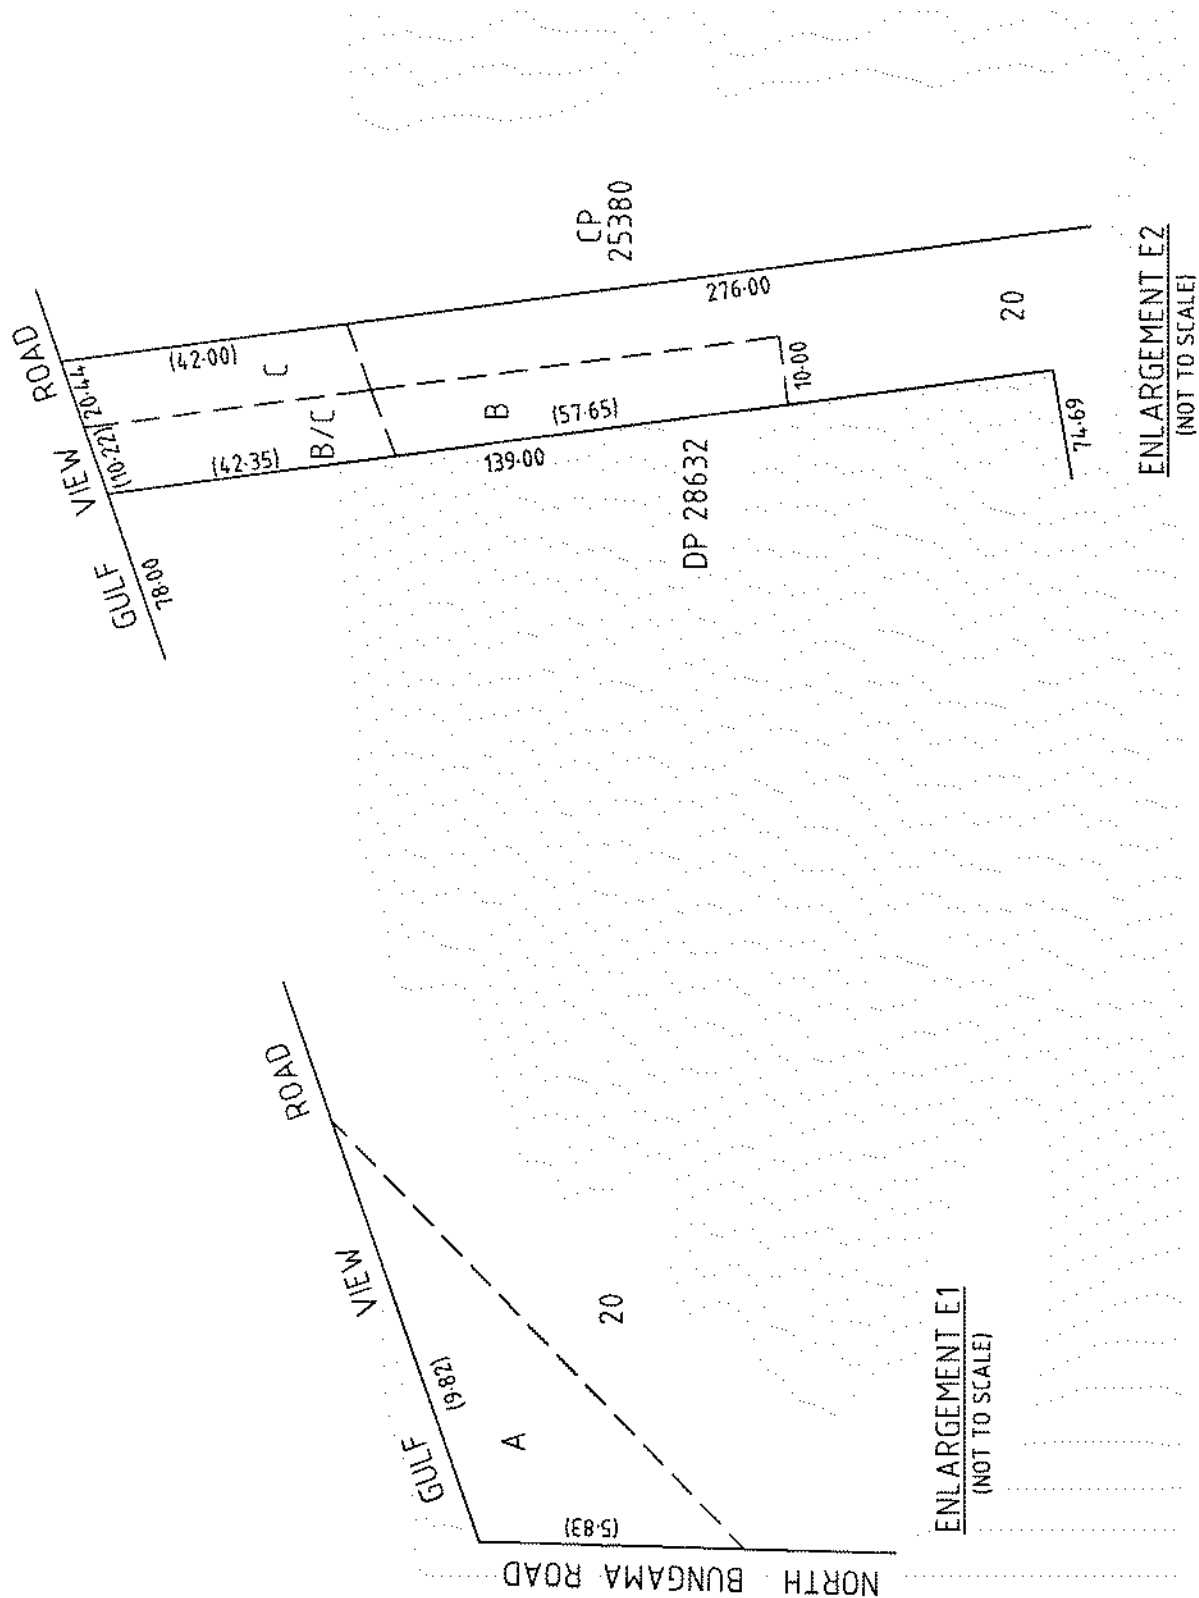 GULF VIEW ROAD
78·00
(10·22)
20·44
(42·35)
(42·00)
B/C
C
139·00
B
(57·65)
276·00
10·00
74·69
20
DP 28632
CP
25380
ENLARGEMENT E2
(NOT TO SCALE)
GULF VIEW ROAD
(9·82)
A
(5·83)
20
NORTH BUNGAMA ROAD
ENLARGEMENT E1
(NOT TO SCALE)